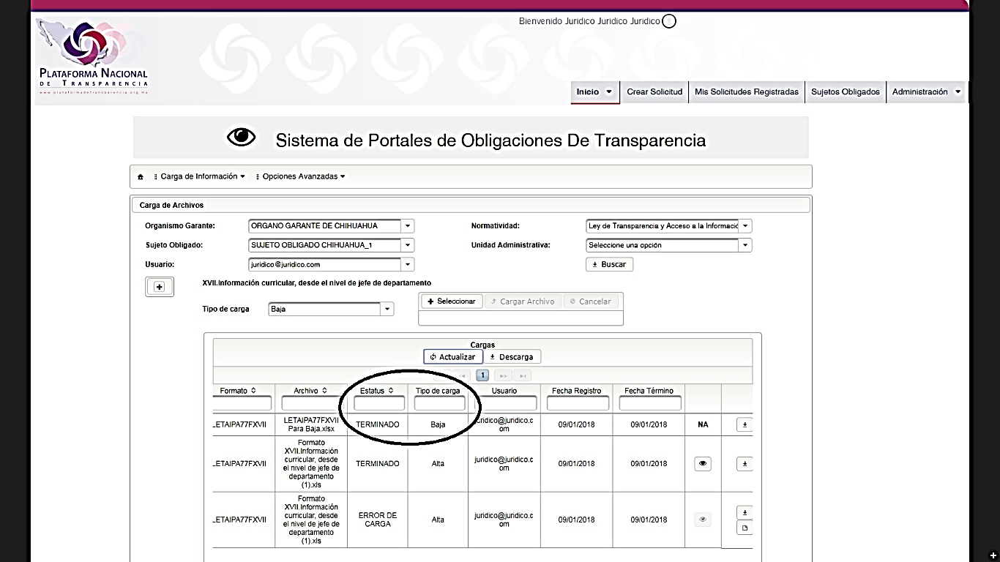 Bienvenido Juridico Juridico Juridico
PLATAFORMA NACIONAL
DE TRANSPARENCIA
www.plataformadetransparencia.org.mx
Inicio Crear Solicitud Mis Solicitudes Registradas Sujetos Obligados Administración
Sistema de Portales de Obligaciones De Transparencia
Carga de Información Opciones Avanzadas
Carga de Archivos
Organismo Garante: ORGANO GARANTE DE CHIHUAHUA Normatividad: Ley de Transparencia y Acceso a la Informació
Sujeto Obligado: SUJETO OBLIGADO CHIHUAHUA_1 Unidad Administrativa: Seleccione una opción
Usuario: juridico@juridico.com Buscar
XVII.Información curricular, desde el nivel de jefe de departamento
Tipo de carga Baja Seleccionar Cargar Archivo Cancelar
Cargas
Actualizar Descarga
1
Formato Archivo Estatus Tipo de carga Usuario Fecha Registro Fecha Término
LETAIPA77FXVII LETAIPA77FXVII TERMINADO Baja juridico@juridico.c 09/01/2018 09/01/2018 NA
Para Baja.xlsx om
Formato
XVII.Información
curricular, desde
LETAIPA77FXVII el nivel de jefe de TERMINADO Alta juridico@juridico.c 09/01/2018 09/01/2018
departamento om
(1).xls
Formato
XVII.Información
curricular, desde
LETAIPA77FXVII el nivel de jefe de ERROR DE CARGA Alta juridico@juridico.c 09/01/2018 09/01/2018
departamento om
(1).xls